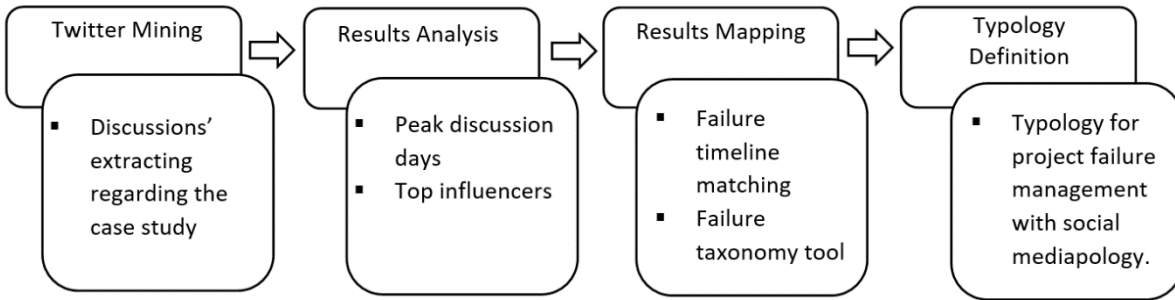 Twitter Mining
▪ Discussions’
extracting
regarding the
case study
Results Analysis
▪ Peak discussion
days
▪ Top influencers
Results Mapping
▪ Failure
timeline
matching
▪ Failure
taxonomy tool
Typology
Definition
▪ Typology for
project failure
management
with social
mediapology.